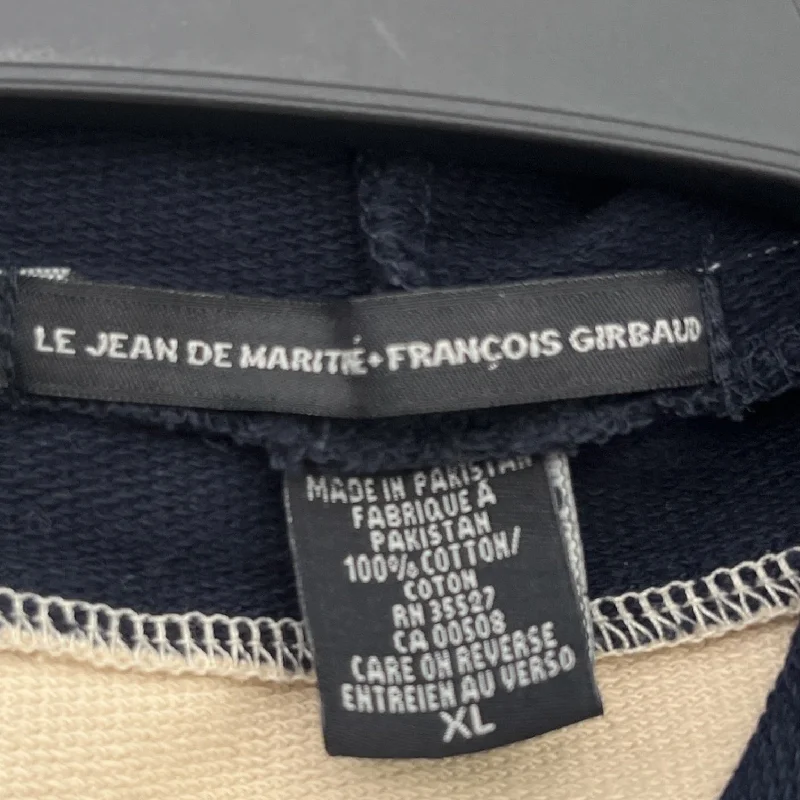 LE JEAN DE MARITHÉ+FRANÇOIS GIRBAUD
MADE IN PAKISTAN
FABRIQUE À
PAKISTAN
100% COTTON/
COTON
RN 35527
CA 00508
CARE ON REVERSE
ENTREIEN AU VERSO
XL